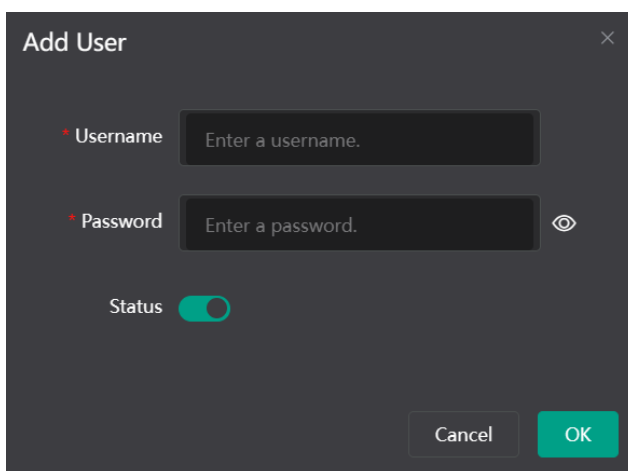 Add User
* Username
Enter a username.
* Password
Enter a password.
Status
Cancel OK